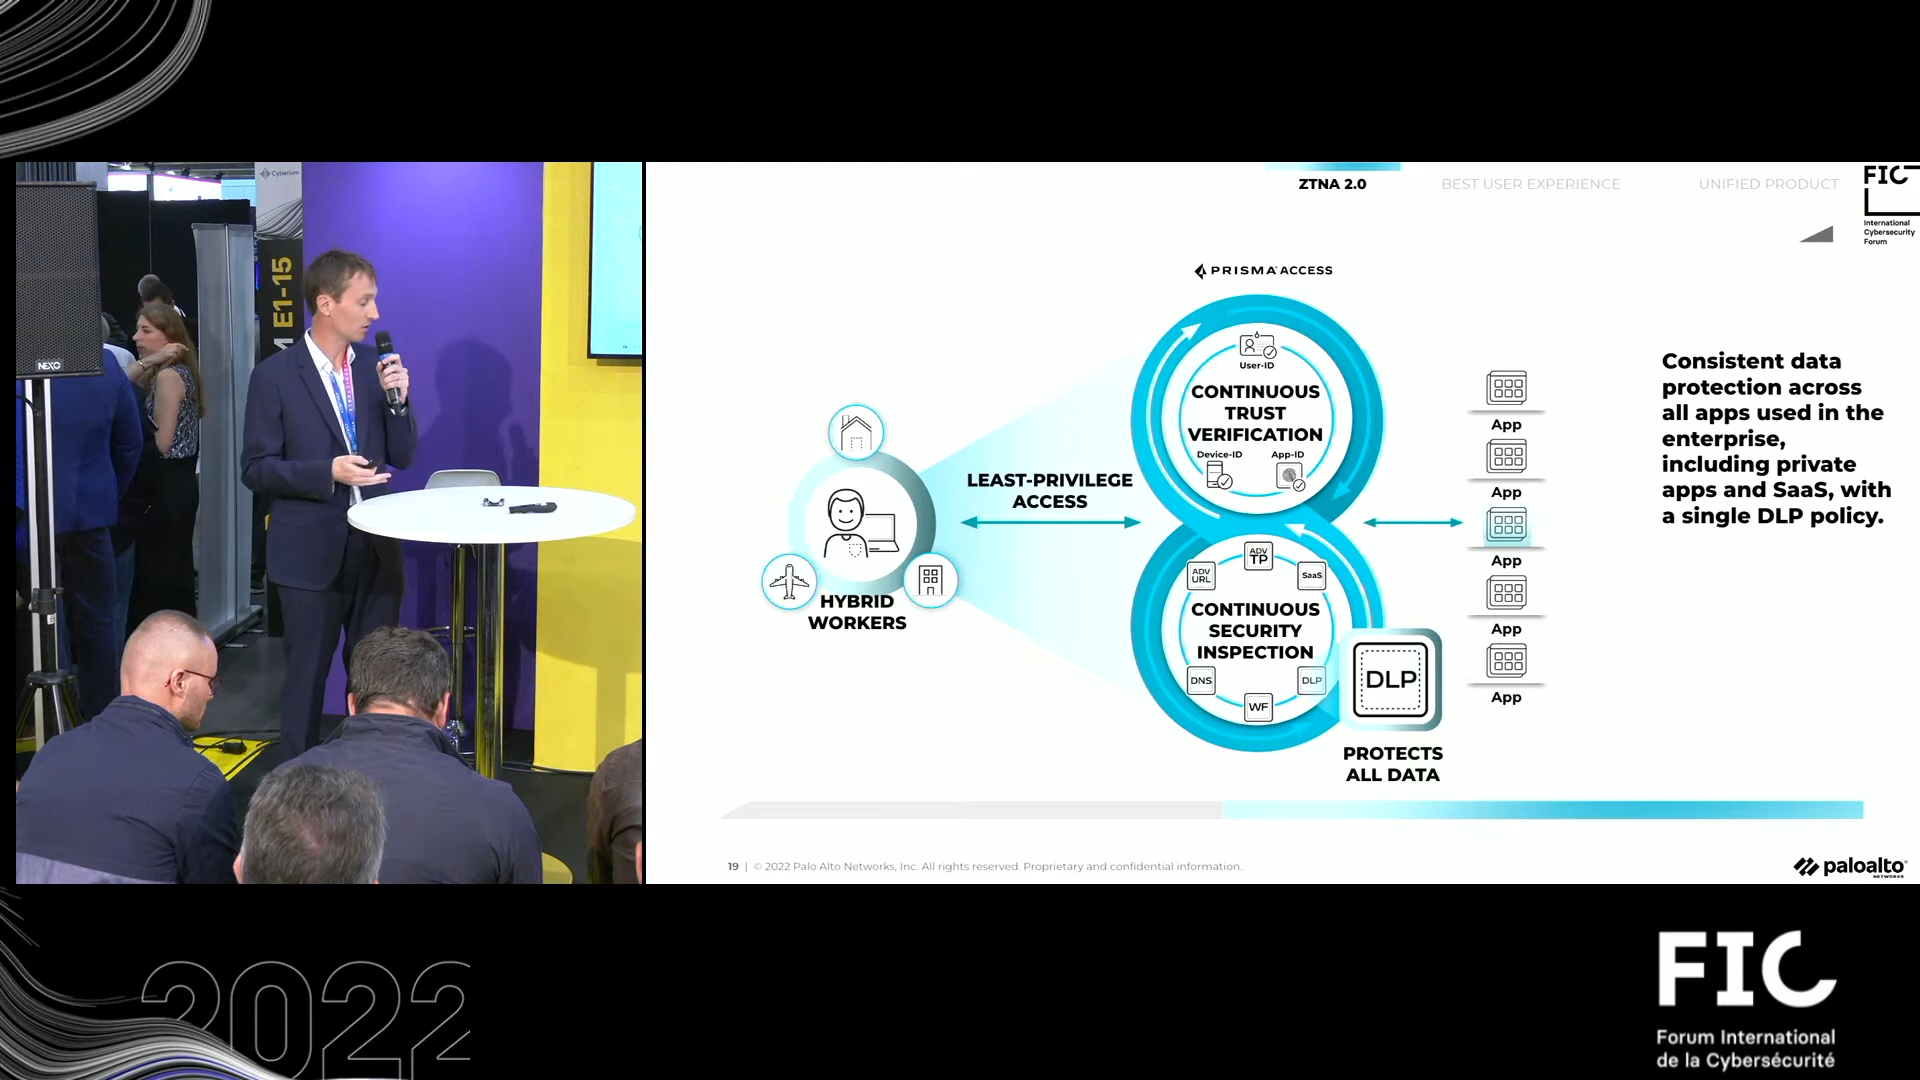 Cyberium
E1-15
NEXO
ZTNA 2.0
BEST USER EXPERIENCE
UNIFIED PRODUCT
FIC
International
Cybersecurity
Forum
PRISMA ACCESS
User-ID
CONTINUOUS
TRUST
VERIFICATION
Device-ID
App-ID
LEAST-PRIVILEGE
ACCESS
HYBRID
WORKERS
ADV
TP
ADV
URL
SaaS
CONTINUOUS
SECURITY
INSPECTION
DNS
DLP
WF
DLP
PROTECTS
ALL DATA
App
App
App
App
App
Consistent data
protection across
all apps used in the
enterprise,
including private
apps and SaaS, with
a single DLP policy.
19 | © 2022 Palo Alto Networks, Inc. All rights reserved. Proprietary and confidential information.
paloalto
NETWORKS
2022
FIC
Forum International
de la Cybersécurité